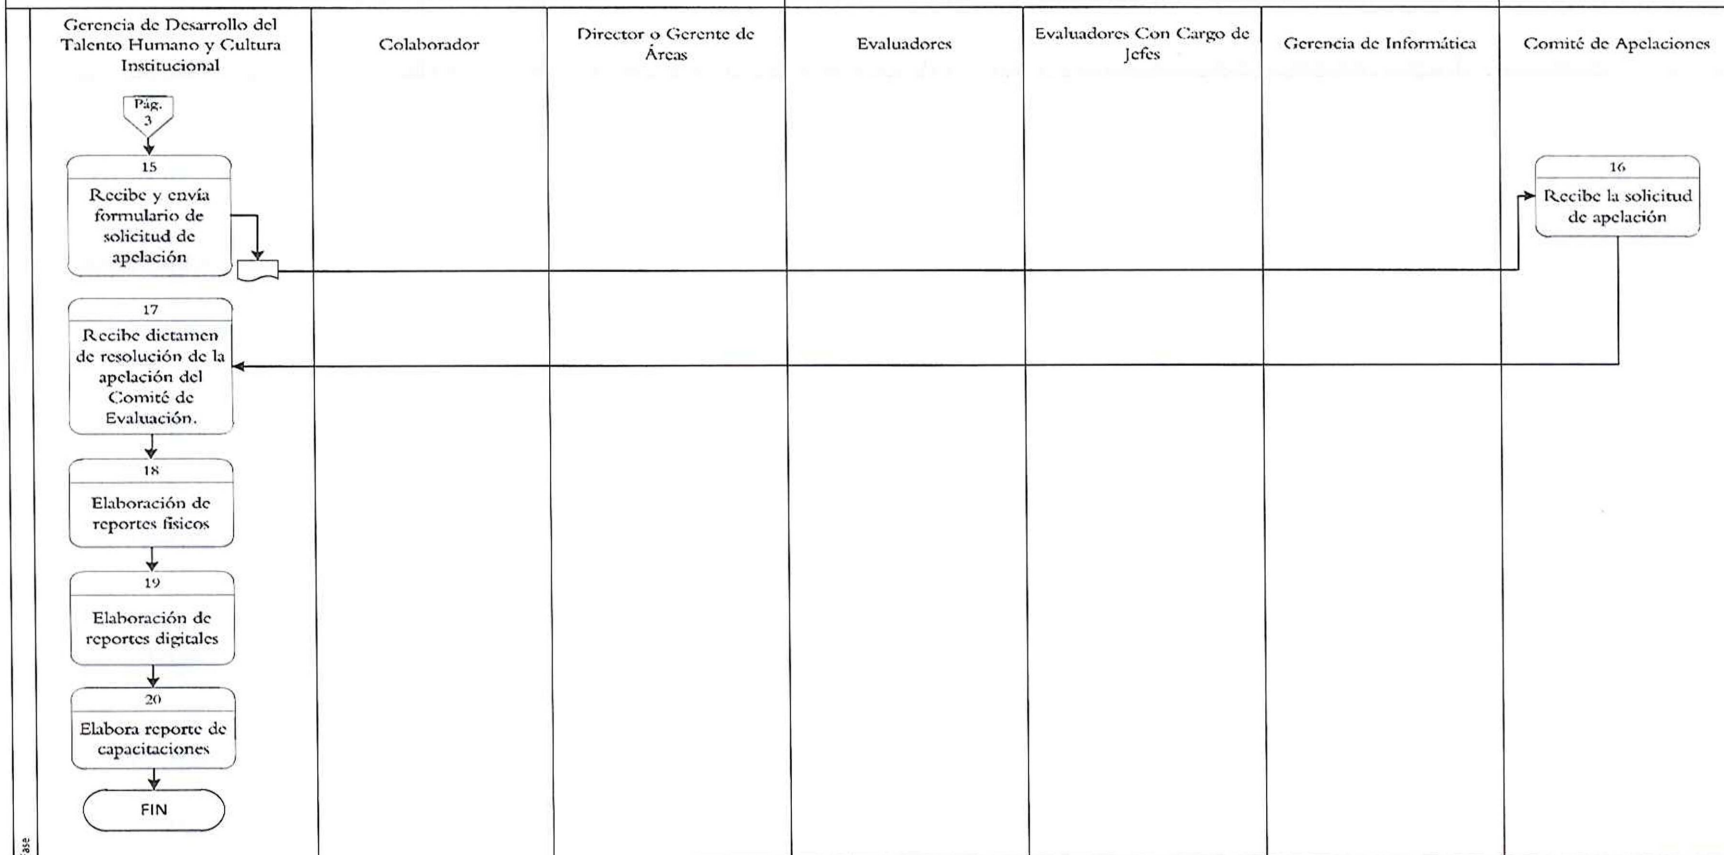 Gerencia de Desarrollo del
Talento Humano y Cultura
Institucional
Colaborador
Director o Gerente de
Áreas
Evaluadores
Evaluadores Con Cargo de
Jefes
Gerencia de Informática
Comité de Apelaciones
Pág.
3
15
Recibe y envía
formulario de
solicitud de
apelación
16
Recibe la solicitud
de apelación
17
Recibe dictamen
de resolución de la
apelación del
Comité de
Evaluación.
18
Elaboración de
reportes físicos
19
Elaboración de
reportes digitales
20
Elabora reporte de
capacitaciones
FIN